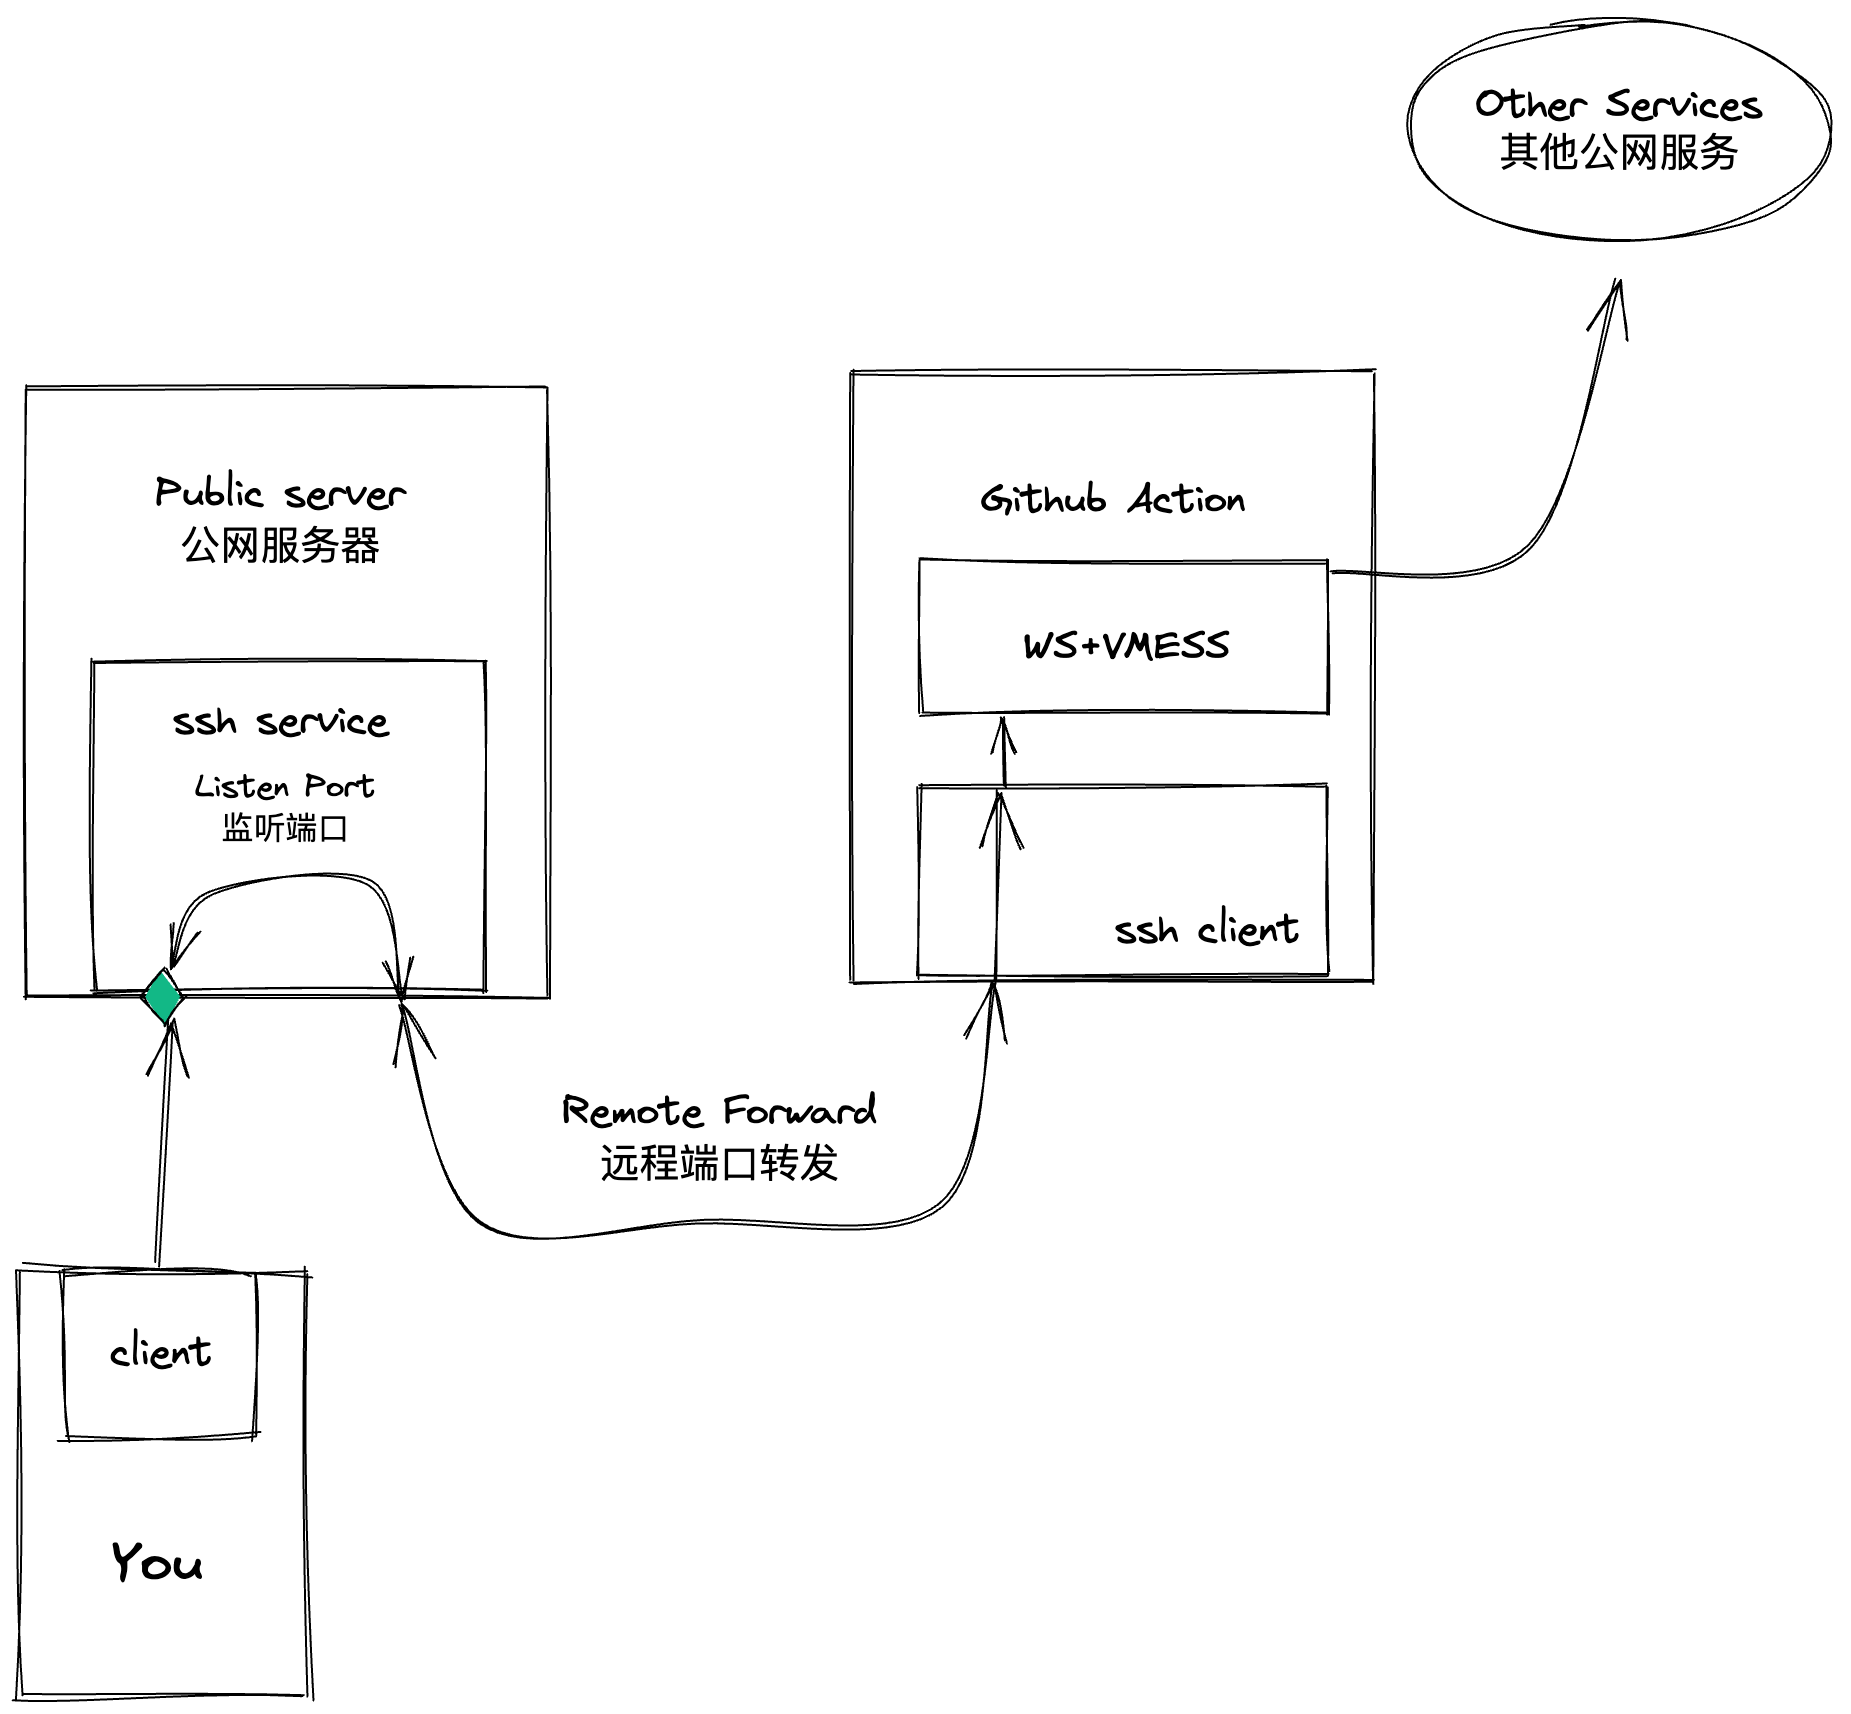 Other Services
其他公网服务
Public server
公网服务器
ssh service
Listen Port
监听端口
Github Action
WS+VMESS
ssh client
Remote Forward
远程端口转发
client
You